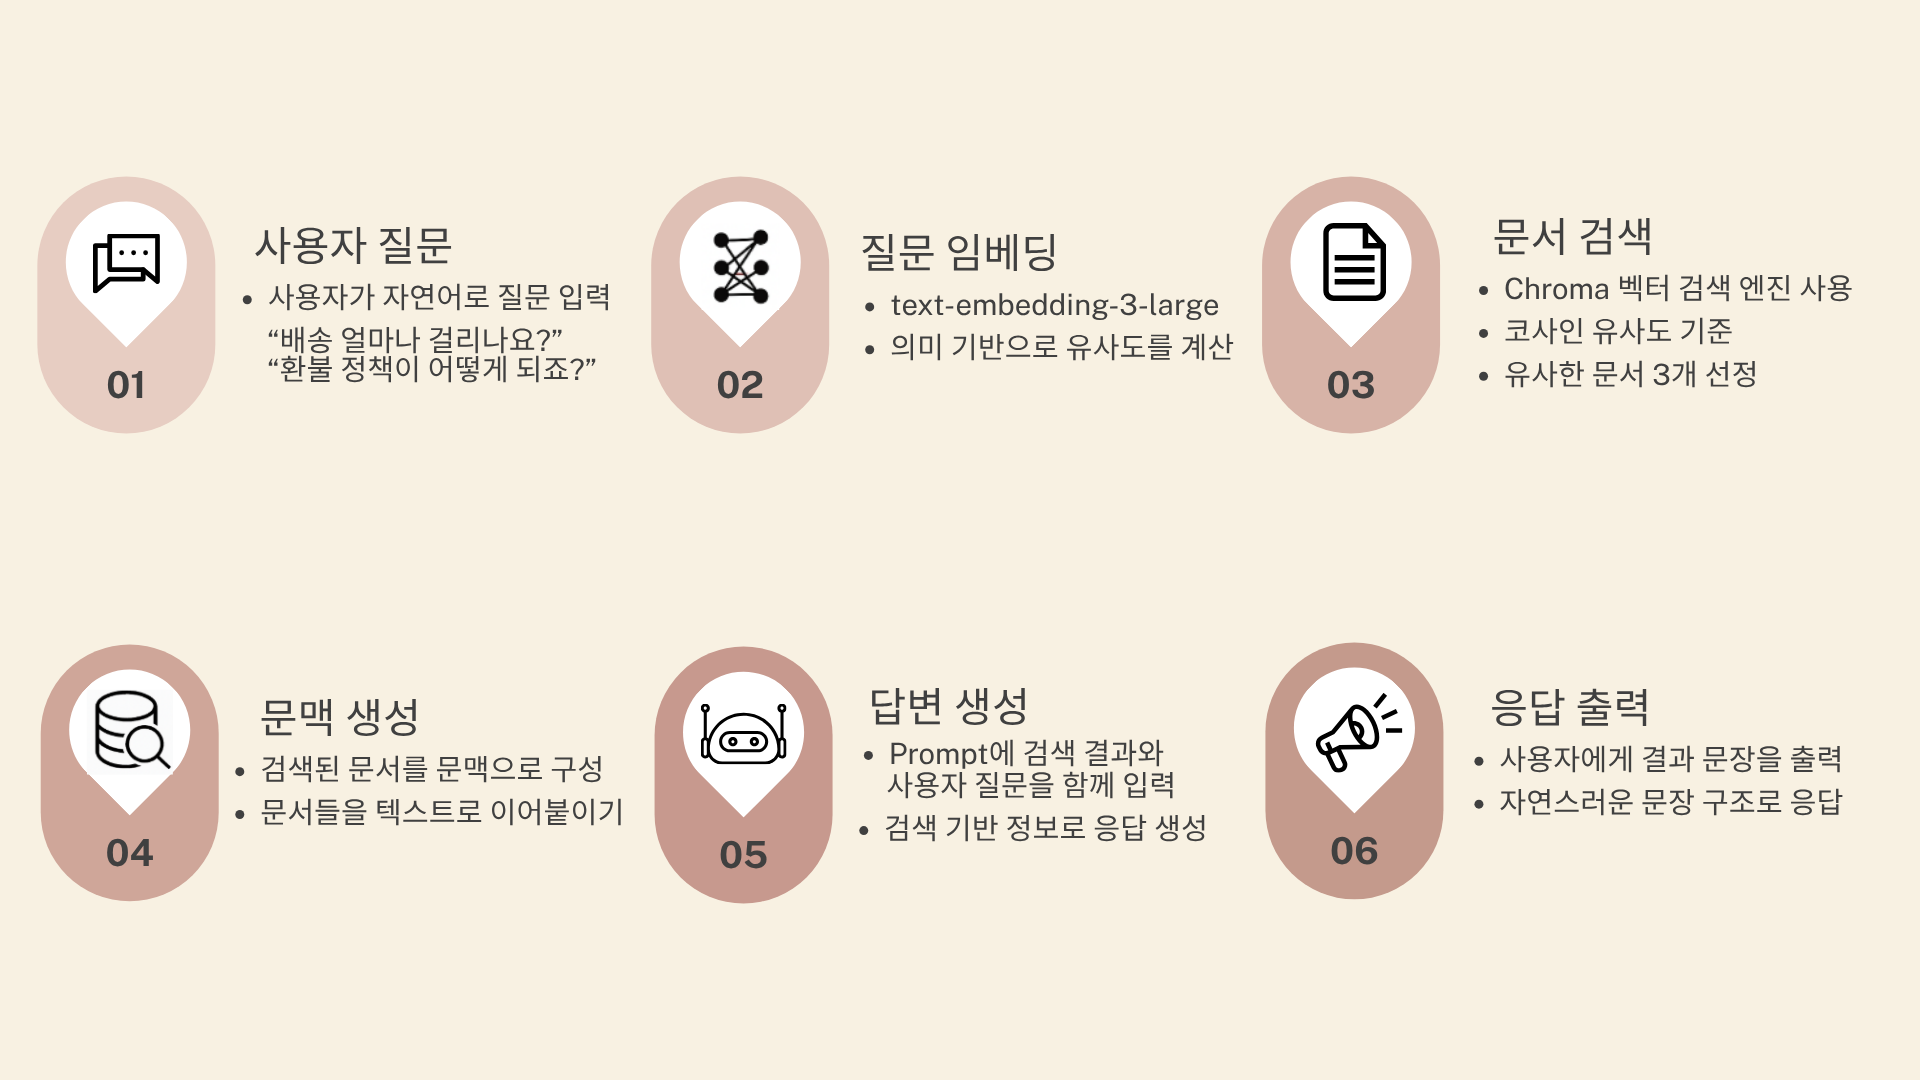 01
사용자 질문
• 사용자가 자연어로 질문 입력
“배송 얼마나 걸리나요?”
“환불 정책이 어떻게 되죠?”
02
질문 임베딩
• text-embedding-3-large
• 의미 기반으로 유사도를 계산
03
문서 검색
• Chroma 벡터 검색 엔진 사용
• 코사인 유사도 기준
• 유사한 문서 3개 선정
04
문맥 생성
• 검색된 문서를 문맥으로 구성
• 문서들을 텍스트로 이어붙이기
05
답변 생성
• Prompt에 검색 결과와
사용자 질문을 함께 입력
• 검색 기반 정보로 응답 생성
06
응답 출력
• 사용자에게 결과 문장을 출력
• 자연스러운 문장 구조로 응답